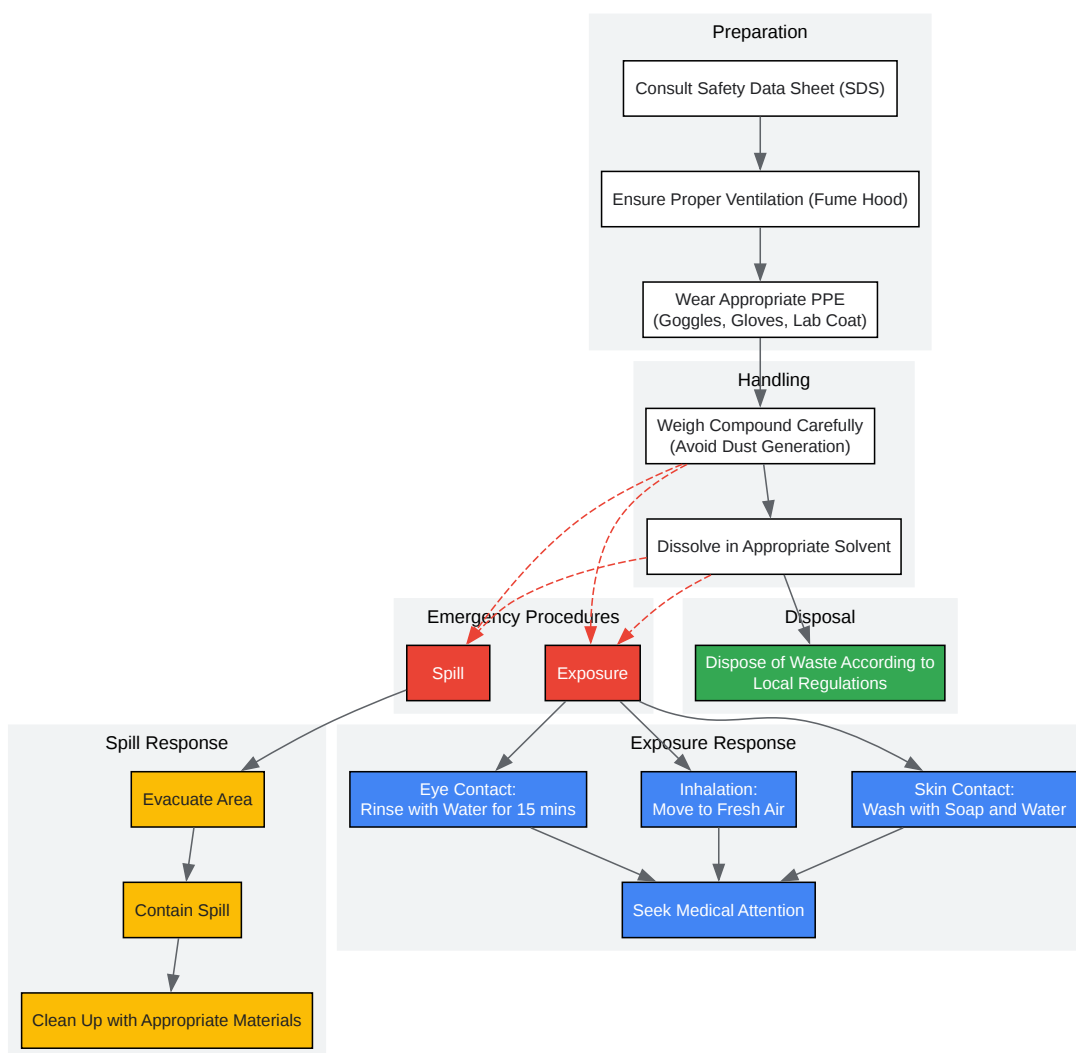 Preparation
Consult Safety Data Sheet (SDS)
Ensure Proper Ventilation (Fume Hood)
Wear Appropriate PPE
(Goggles, Gloves, Lab Coat)
Handling
Weigh Compound Carefully
(Avoid Dust Generation)
Dissolve in Appropriate Solvent
Emergency Procedures
Spill
Exposure
Disposal
Dispose of Waste According to
Local Regulations
Spill Response
Evacuate Area
Contain Spill
Clean Up with Appropriate Materials
Exposure Response
Eye Contact:
Rinse with Water for 15 mins
Inhalation:
Move to Fresh Air
Skin Contact:
Wash with Soap and Water
Seek Medical Attention